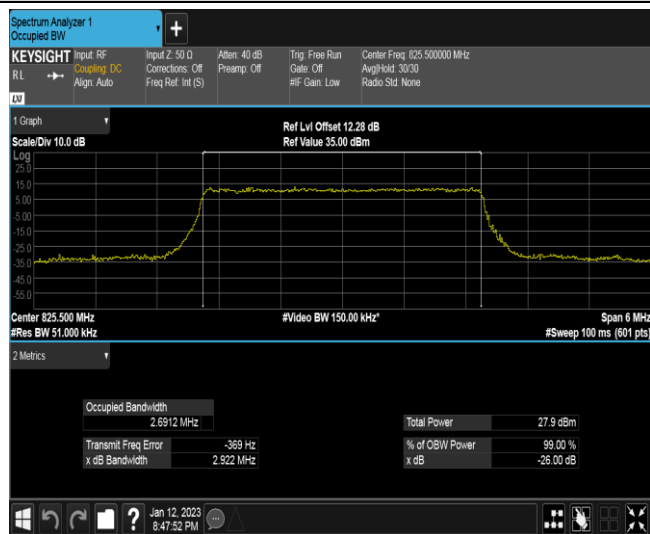 Spectrum Analyzer 1
Occupied BW
+
KEYSIGHT Input: RF Input Z: 50 Ω Atten: 40 dB Trig: Free Run Center Freq: 825.500000 MHz
RL Coupling: DC Corrections: Off Preamp: Off Gate: Off Avg|Hold: 30/30
Align: Auto Freq Ref: Int (S) #IF Gain: Low Radio Std: None
LXI
1 Graph Ref Lvl Offset 12.28 dB
Scale/Div 10.0 dB Ref Value 35.00 dBm
Log
25.0
15.0
5.00
-5.00
-15.0
-25.0
-35.0
-45.0
-55.0
Center 825.500 MHz #Video BW 150.00 kHz* Span 6 MHz
#Res BW 51.000 kHz #Sweep 100 ms (601 pts)
2 Metrics
Occupied Bandwidth
2.6912 MHz Total Power 27.9 dBm
Transmit Freq Error -369 Hz % of OBW Power 99.00 %
x dB Bandwidth 2.922 MHz x dB -26.00 dB
? Jan 12, 2023
8:47:52 PM